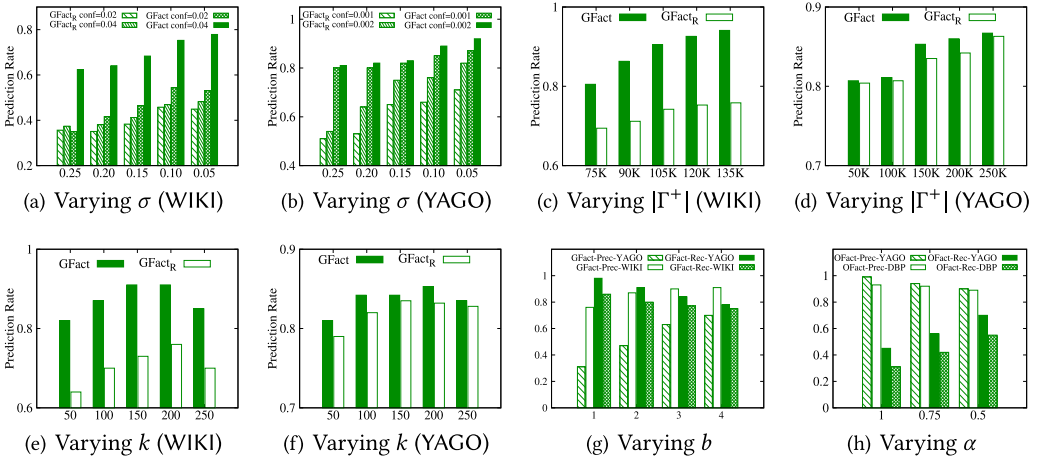 GFact_R conf=0.02 GFact conf=0.02
GFact_R conf=0.04 GFact conf=0.04
Prediction Rate
0.8
0.6
0.4
0.2
0.25 0.20 0.15 0.10 0.05
(a) Varying σ (WIKI)
GFact_R conf=0.001 GFact conf=0.001
GFact_R conf=0.002 GFact conf=0.002
Prediction Rate
1
0.8
0.6
0.4
0.25 0.20 0.15 0.10 0.05
(b) Varying σ (YAGO)
GFact GFact_R
Prediction Rate
1
0.8
0.6
75K 90K 105K 120K 135K
(c) Varying |Γ⁺| (WIKI)
GFact GFact_R
Prediction Rate
0.9
0.8
0.7
50K 100K 150K 200K 250K
(d) Varying |Γ⁺| (YAGO)
GFact GFact_R
Prediction Rate
1
0.9
0.8
0.7
0.6
50 100 150 200 250
(e) Varying k (WIKI)
GFact GFact_R
Prediction Rate
0.9
0.8
0.7
50 100 150 200 250
(f) Varying k (YAGO)
GFact-Prec-YAGO GFact-Rec-YAGO
GFact-Prec-WIKI GFact-Rec-WIKI
Prediction Rate
1
0.8
0.6
0.4
0.2
0
1 2 3 4
(g) Varying b
OFact-Prec-YAGO OFact-Rec-YAGO
OFact-Prec-DBP OFact-Rec-DBP
Prediction Rate
1
0.8
0.6
0.4
0.2
0
1 0.75 0.5
(h) Varying α